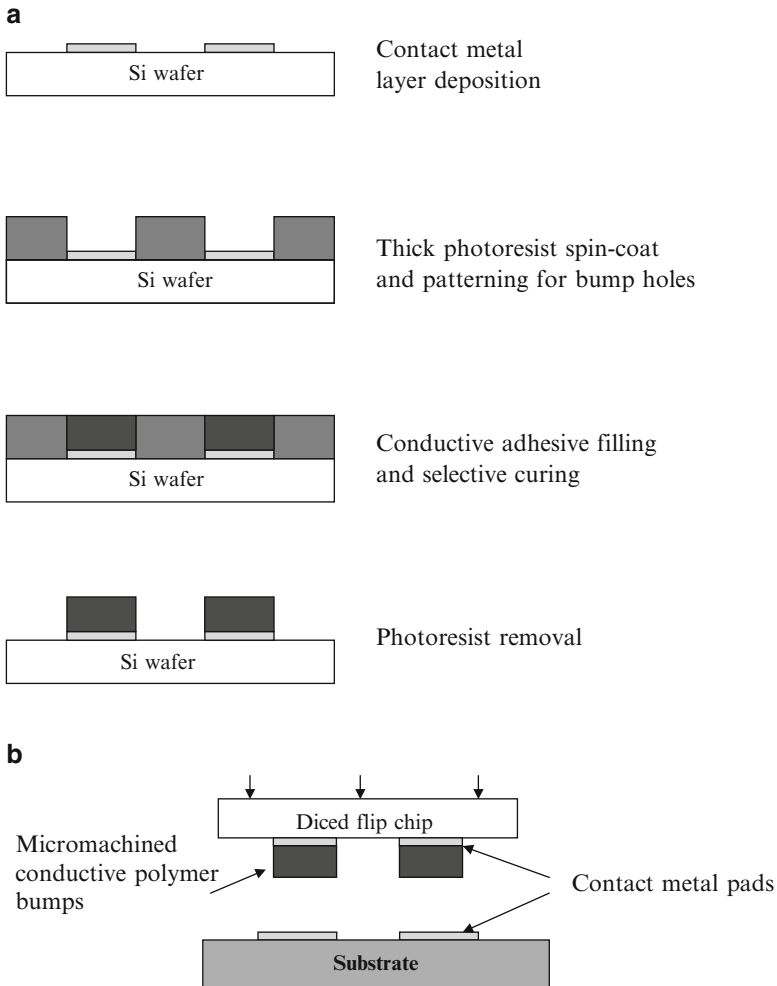 a
Si wafer
Contact metal
layer deposition
Si wafer
Thick photoresist spin-coat
and patterning for bump holes
Si wafer
Conductive adhesive filling
and selective curing
Si wafer
Photoresist removal
b
Diced flip chip
Micromachined
conductive polymer
bumps
Contact metal pads
Substrate